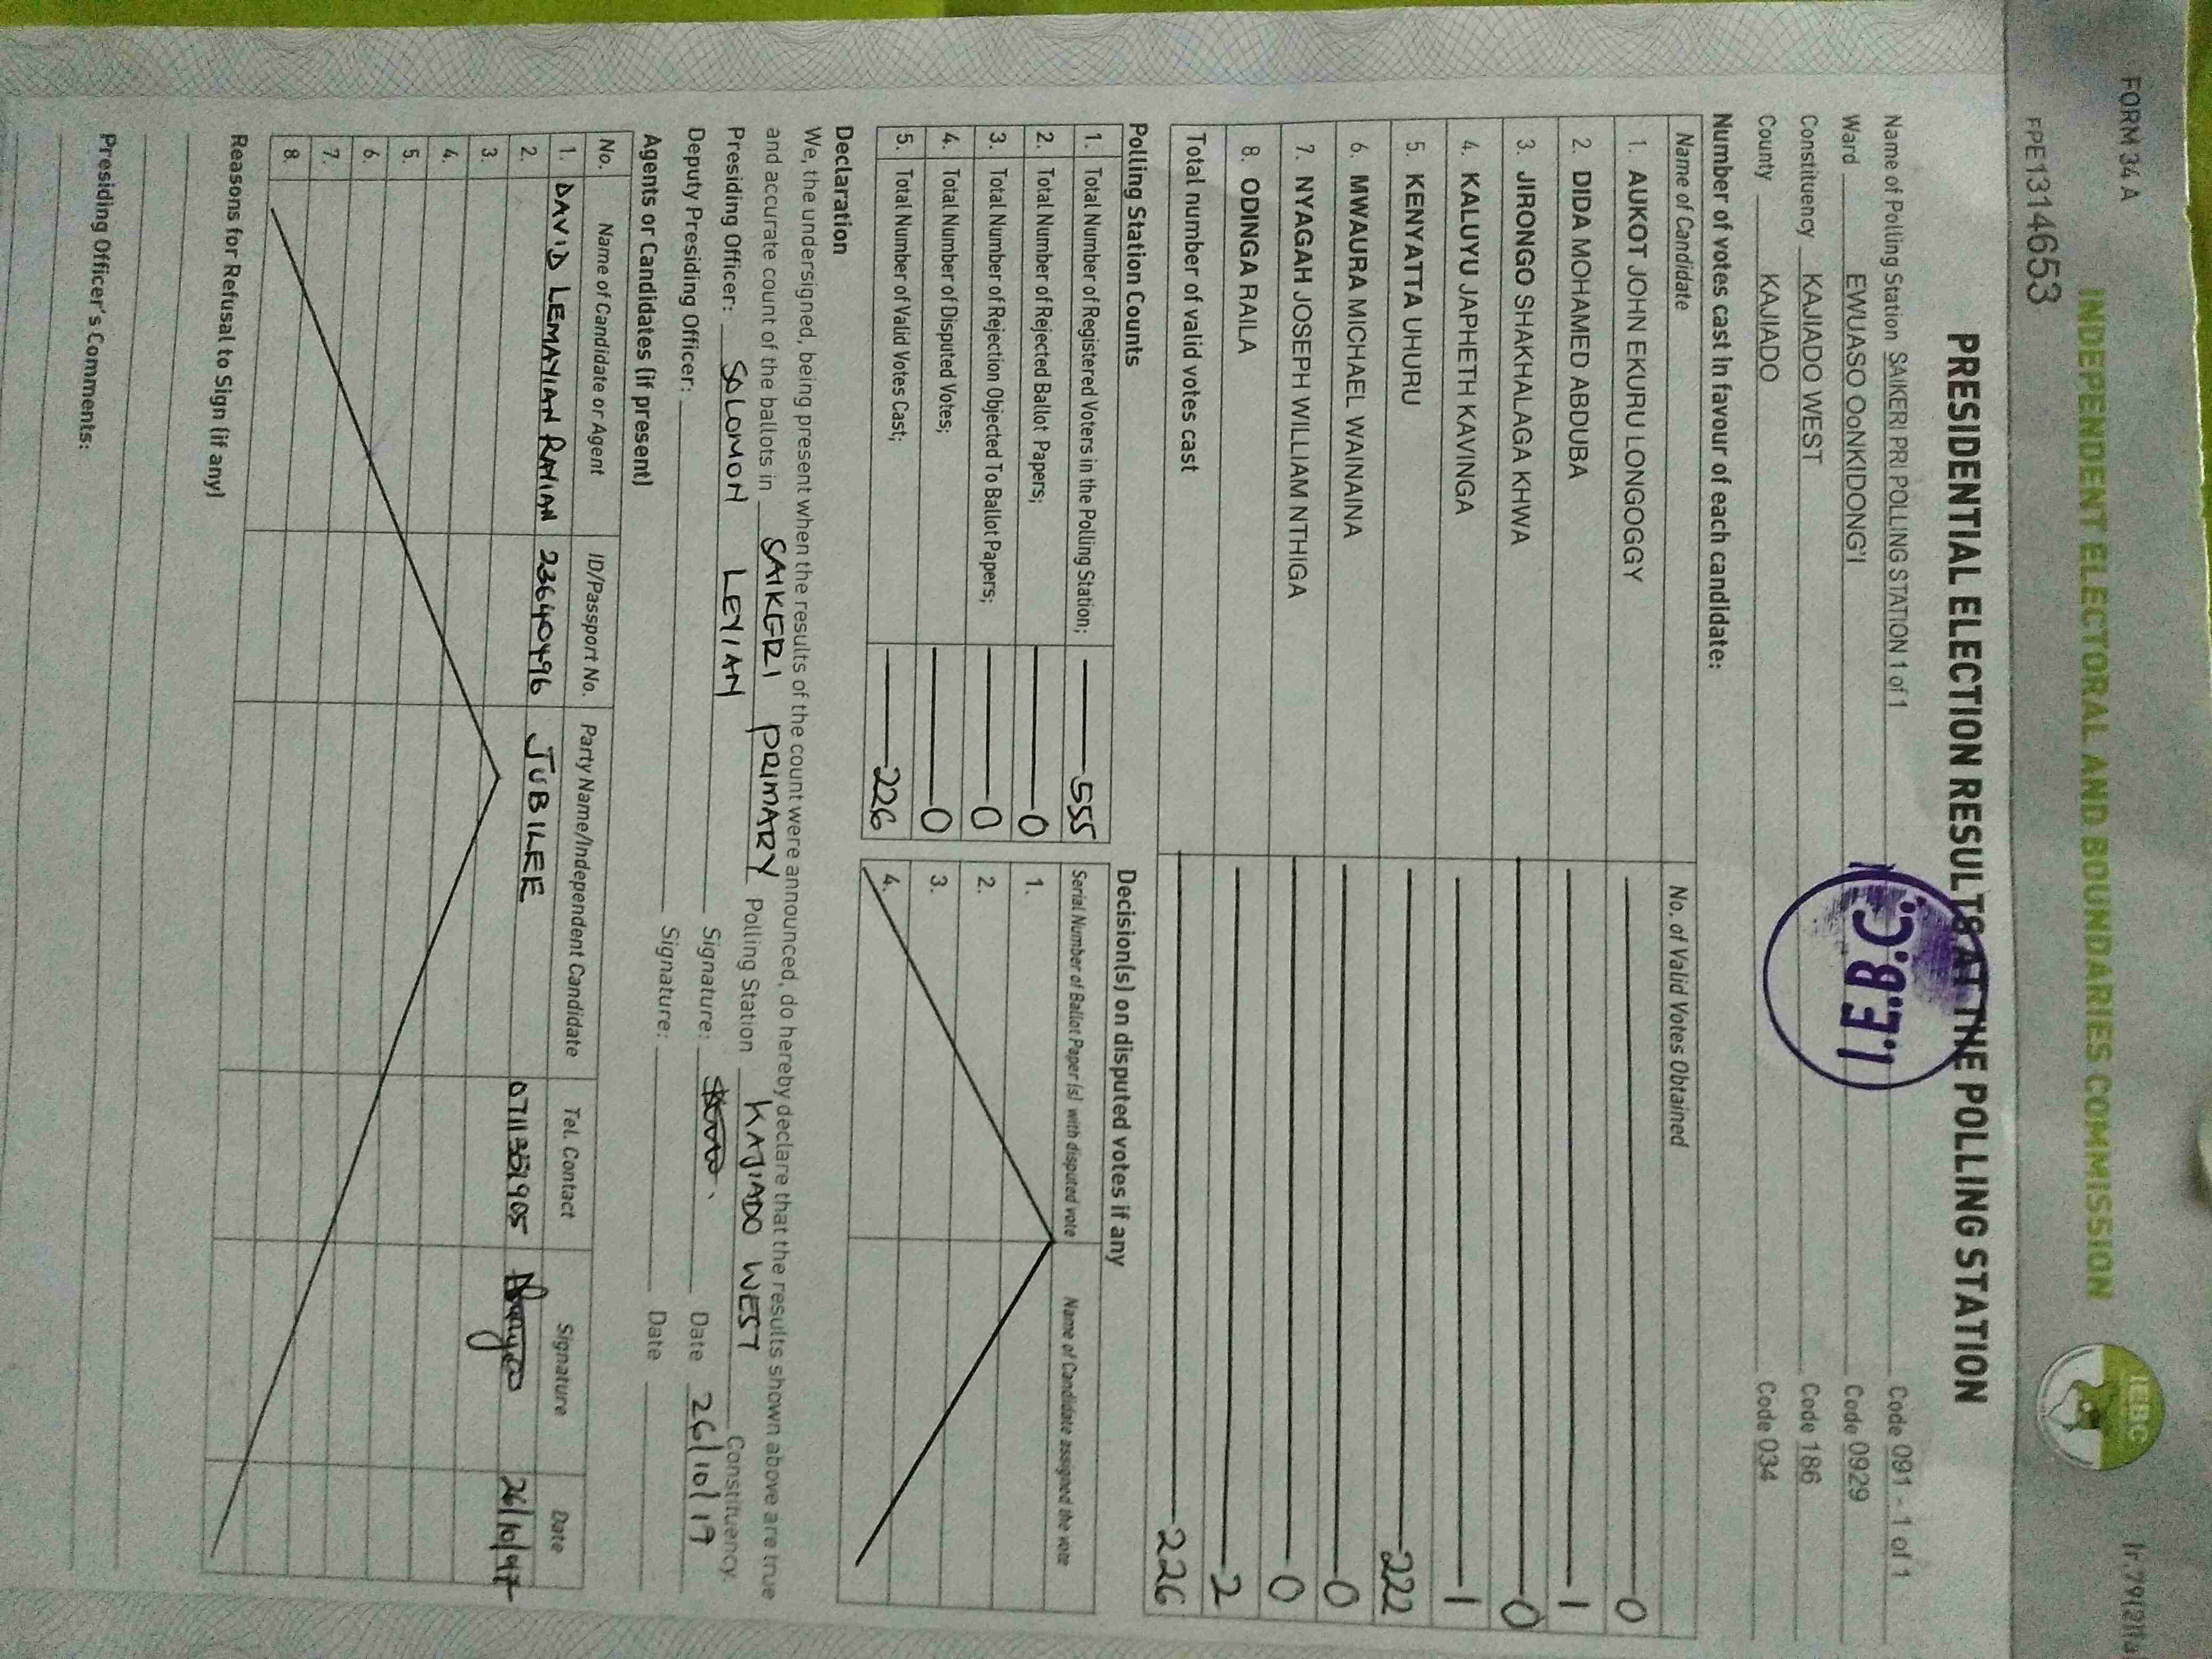 FORM 34 A
INDEPENDENT ELECTORAL AND BOUNDARIES COMMISSION
IEBC
FPE1314653
PRESIDENTIAL ELECTION RESULTS AT THE POLLING STATION
Name of Polling Station SAIKERI PRI POLLING STATION 1 of 1 Code 091 - 1 of 1
Ward EWUASO OoNKIDONG'I Code 0929
Constituency KAJIADO WEST Code 186
County KAJIADO Code 034
I.E.B.C.
Number of votes cast in favour of each candidate:
Name of Candidate No. of Valid Votes Obtained
1. AUKOT JOHN EKURU LONGOGGY 0
2. DIDA MOHAMED ABDUBA 1
3. JIRONGO SHAKHALAGA KHWA 0
4. KALUYU JAPHETH KAVINGA 1
5. KENYATTA UHURU 222
6. MWAURA MICHAEL WAINAINA 0
7. NYAGAH JOSEPH WILLIAM NTHIGA 0
8. ODINGA RAILA 2
Total number of valid votes cast 226
Polling Station Counts
1. Total Number of Registered Voters in the Polling Station; 555
2. Total Number of Rejected Ballot Papers; 0
3. Total Number of Rejection Objected To Ballot Papers; 0
4. Total Number of Disputed Votes; 0
5. Total Number of Valid Votes Cast; 226
Decision(s) on disputed votes if any
Serial Number of Ballot Paper (s) with disputed vote Name of Candidate assigned the vote
1.
2.
3.
4.
Declaration
We, the undersigned, being present when the results of the count were announced, do hereby declare that the results shown above are true
and accurate count of the ballots in SAIKERI PRIMARY Polling Station KAJIADO WEST Constituency.
Presiding Officer: SOLOMON LEYIAN Signature: Date 26/10/17
Deputy Presiding Officer: Signature: Date
Agents or Candidates (if present)
No. Name of Candidate or Agent ID/Passport No. Party Name/Independent Candidate Tel. Contact Signature Date
1. DAVID LEMAYIAN RAYIAN 23640496 JUBILEE 26/10/17
2.
3.
4.
5.
6.
7.
8.
Reasons for Refusal to Sign (if any)
Presiding Officer's Comments: